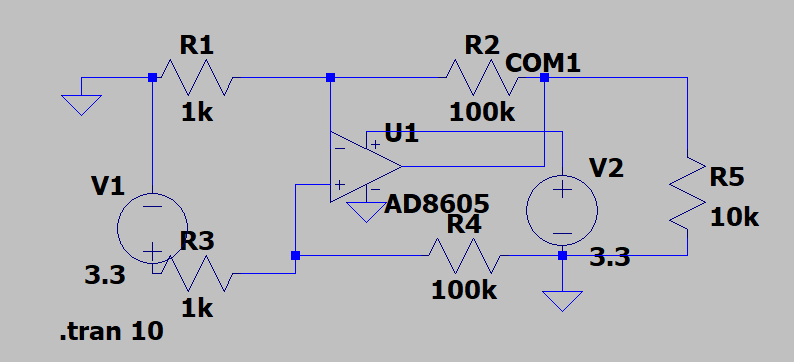 R1
R2
COM1
1k
100k
U1
V1
V2
R5
AD8605
R4
10k
R3
3.3
3.3
100k
1k
.tran 10